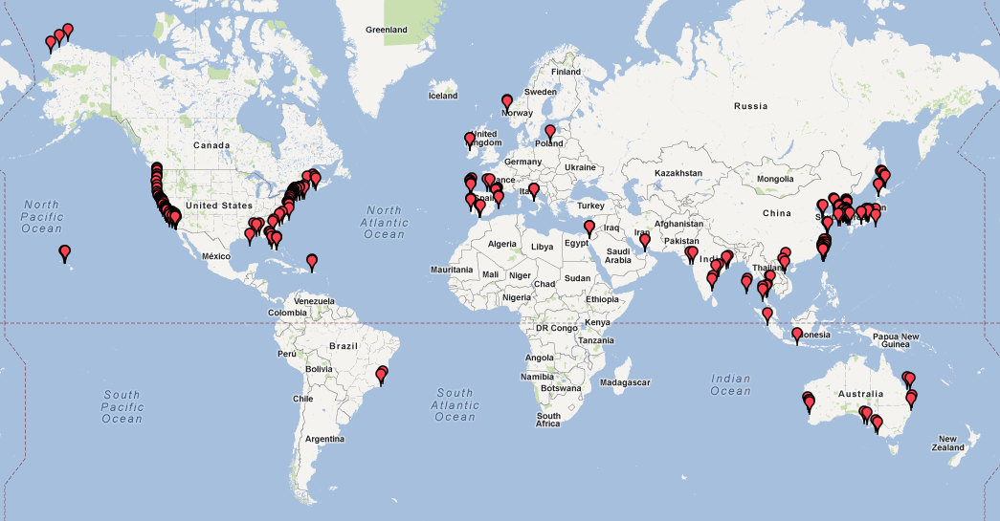 Greenland
Iceland
Finland
Sweden
Norway
Russia
United
Kingdom
Poland
Canada
Germany
Ukraine
Kazakhstan
Mongolia
France
Spain
Ita
United States
North
Pacific
Ocean
North
Atlantic
Ocean
Turkey
China
Afghanistan
Iraq
Iran
Pakistan
Algeria
Libya
Egypt
Saudi
Arabia
India
México
Mauritania
Mali
Niger
Chad
Sudan
Thailand
Venezuela
Nigeria
Ethiopia
Colombia
DR Congo
Kenya
Tanzania
Indonesia
Papua New
Guinea
Brazil
Perú
Bolivia
Angola
Namibia
Botswana
Madagascar
Indian
Ocean
South
Pacific
Ocean
South
Atlantic
Ocean
Chile
Australia
South
Africa
Argentina
New
Zealand